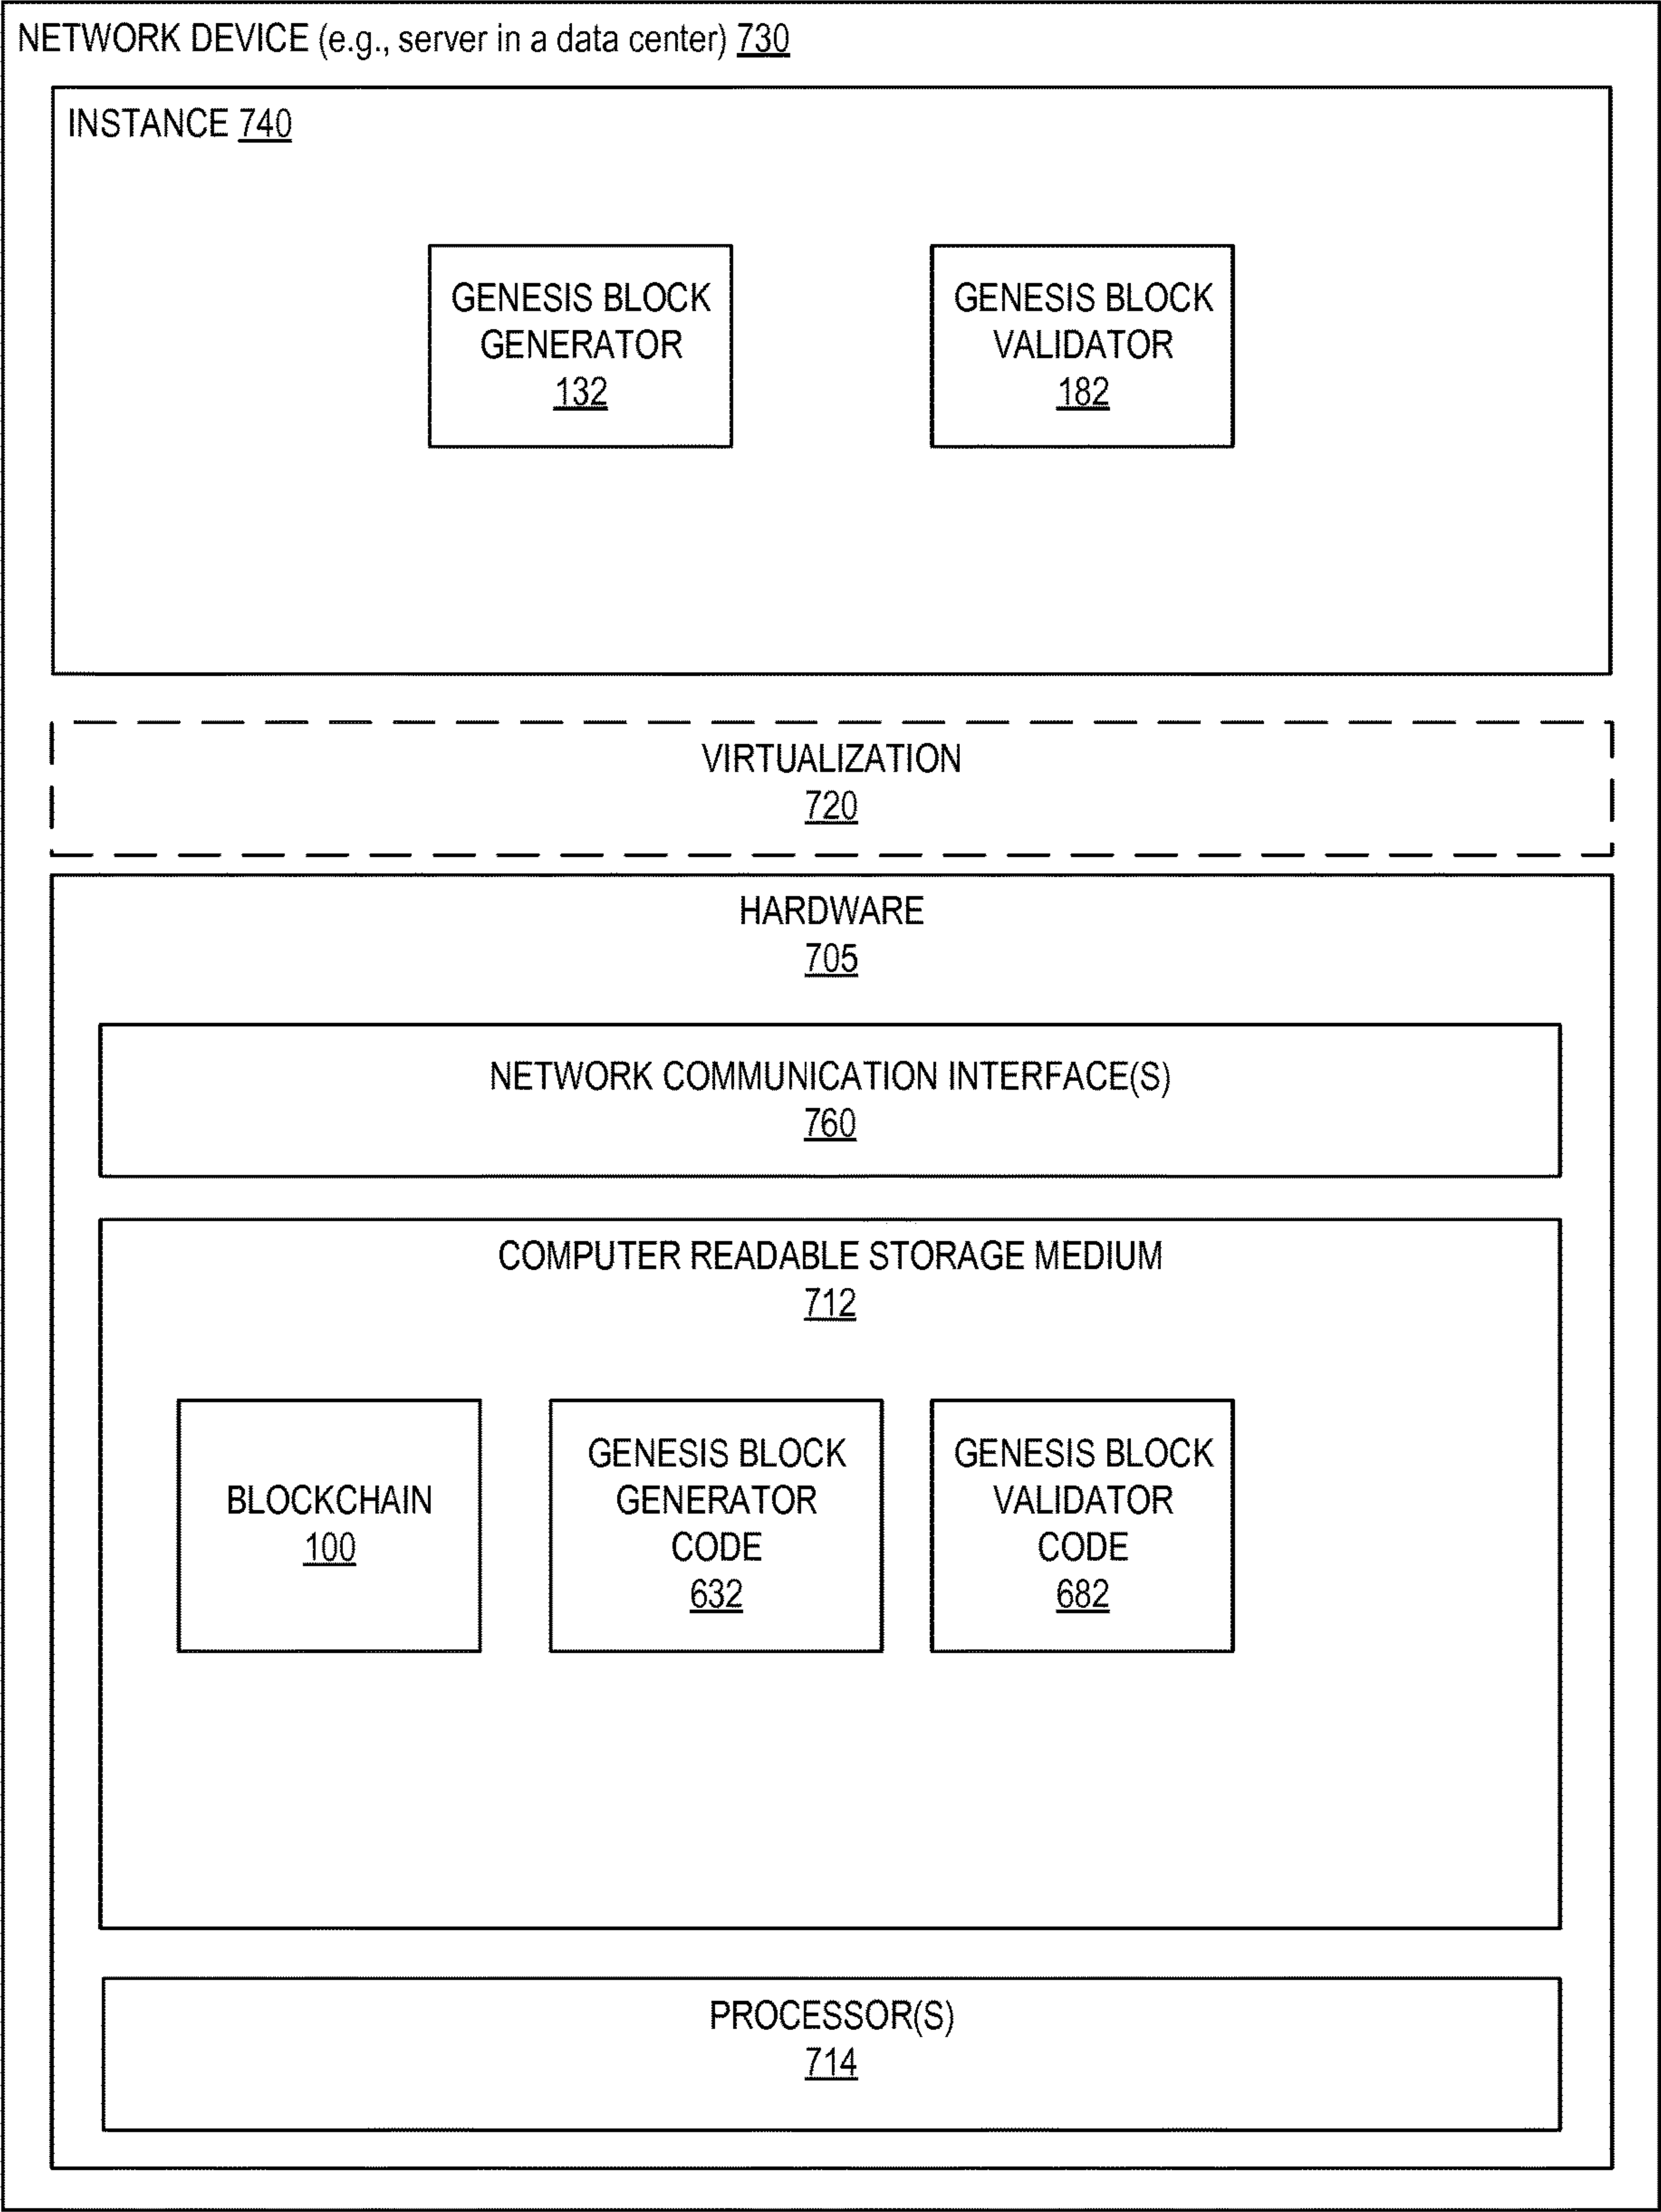 NETWORK DEVICE (e.g., server in a data center) 730
INSTANCE 740
GENESIS BLOCK
GENERATOR
132
GENESIS BLOCK
VALIDATOR
182
VIRTUALIZATION
720
HARDWARE
705
NETWORK COMMUNICATION INTERFACE(S)
760
COMPUTER READABLE STORAGE MEDIUM
712
BLOCKCHAIN
100
GENESIS BLOCK
GENERATOR
CODE
632
GENESIS BLOCK
VALIDATOR
CODE
682
PROCESSOR(S)
714